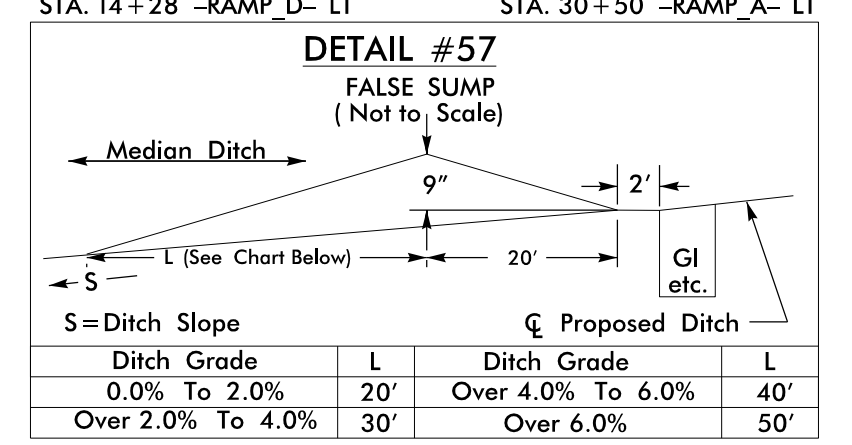 STA. 14+28 –RAMP_D– LT STA. 30+50 –RAMP_A– LT
DETAIL #57
FALSE SUMP
( Not to Scale)
Median Ditch
9”
2'
L (See Chart Below)
20'
GI
etc.
S
S=Ditch Slope
℄ Proposed Ditch
Ditch Grade L Ditch Grade L
0.0% To 2.0% 20' Over 4.0% To 6.0% 40'
Over 2.0% To 4.0% 30' Over 6.0% 50'